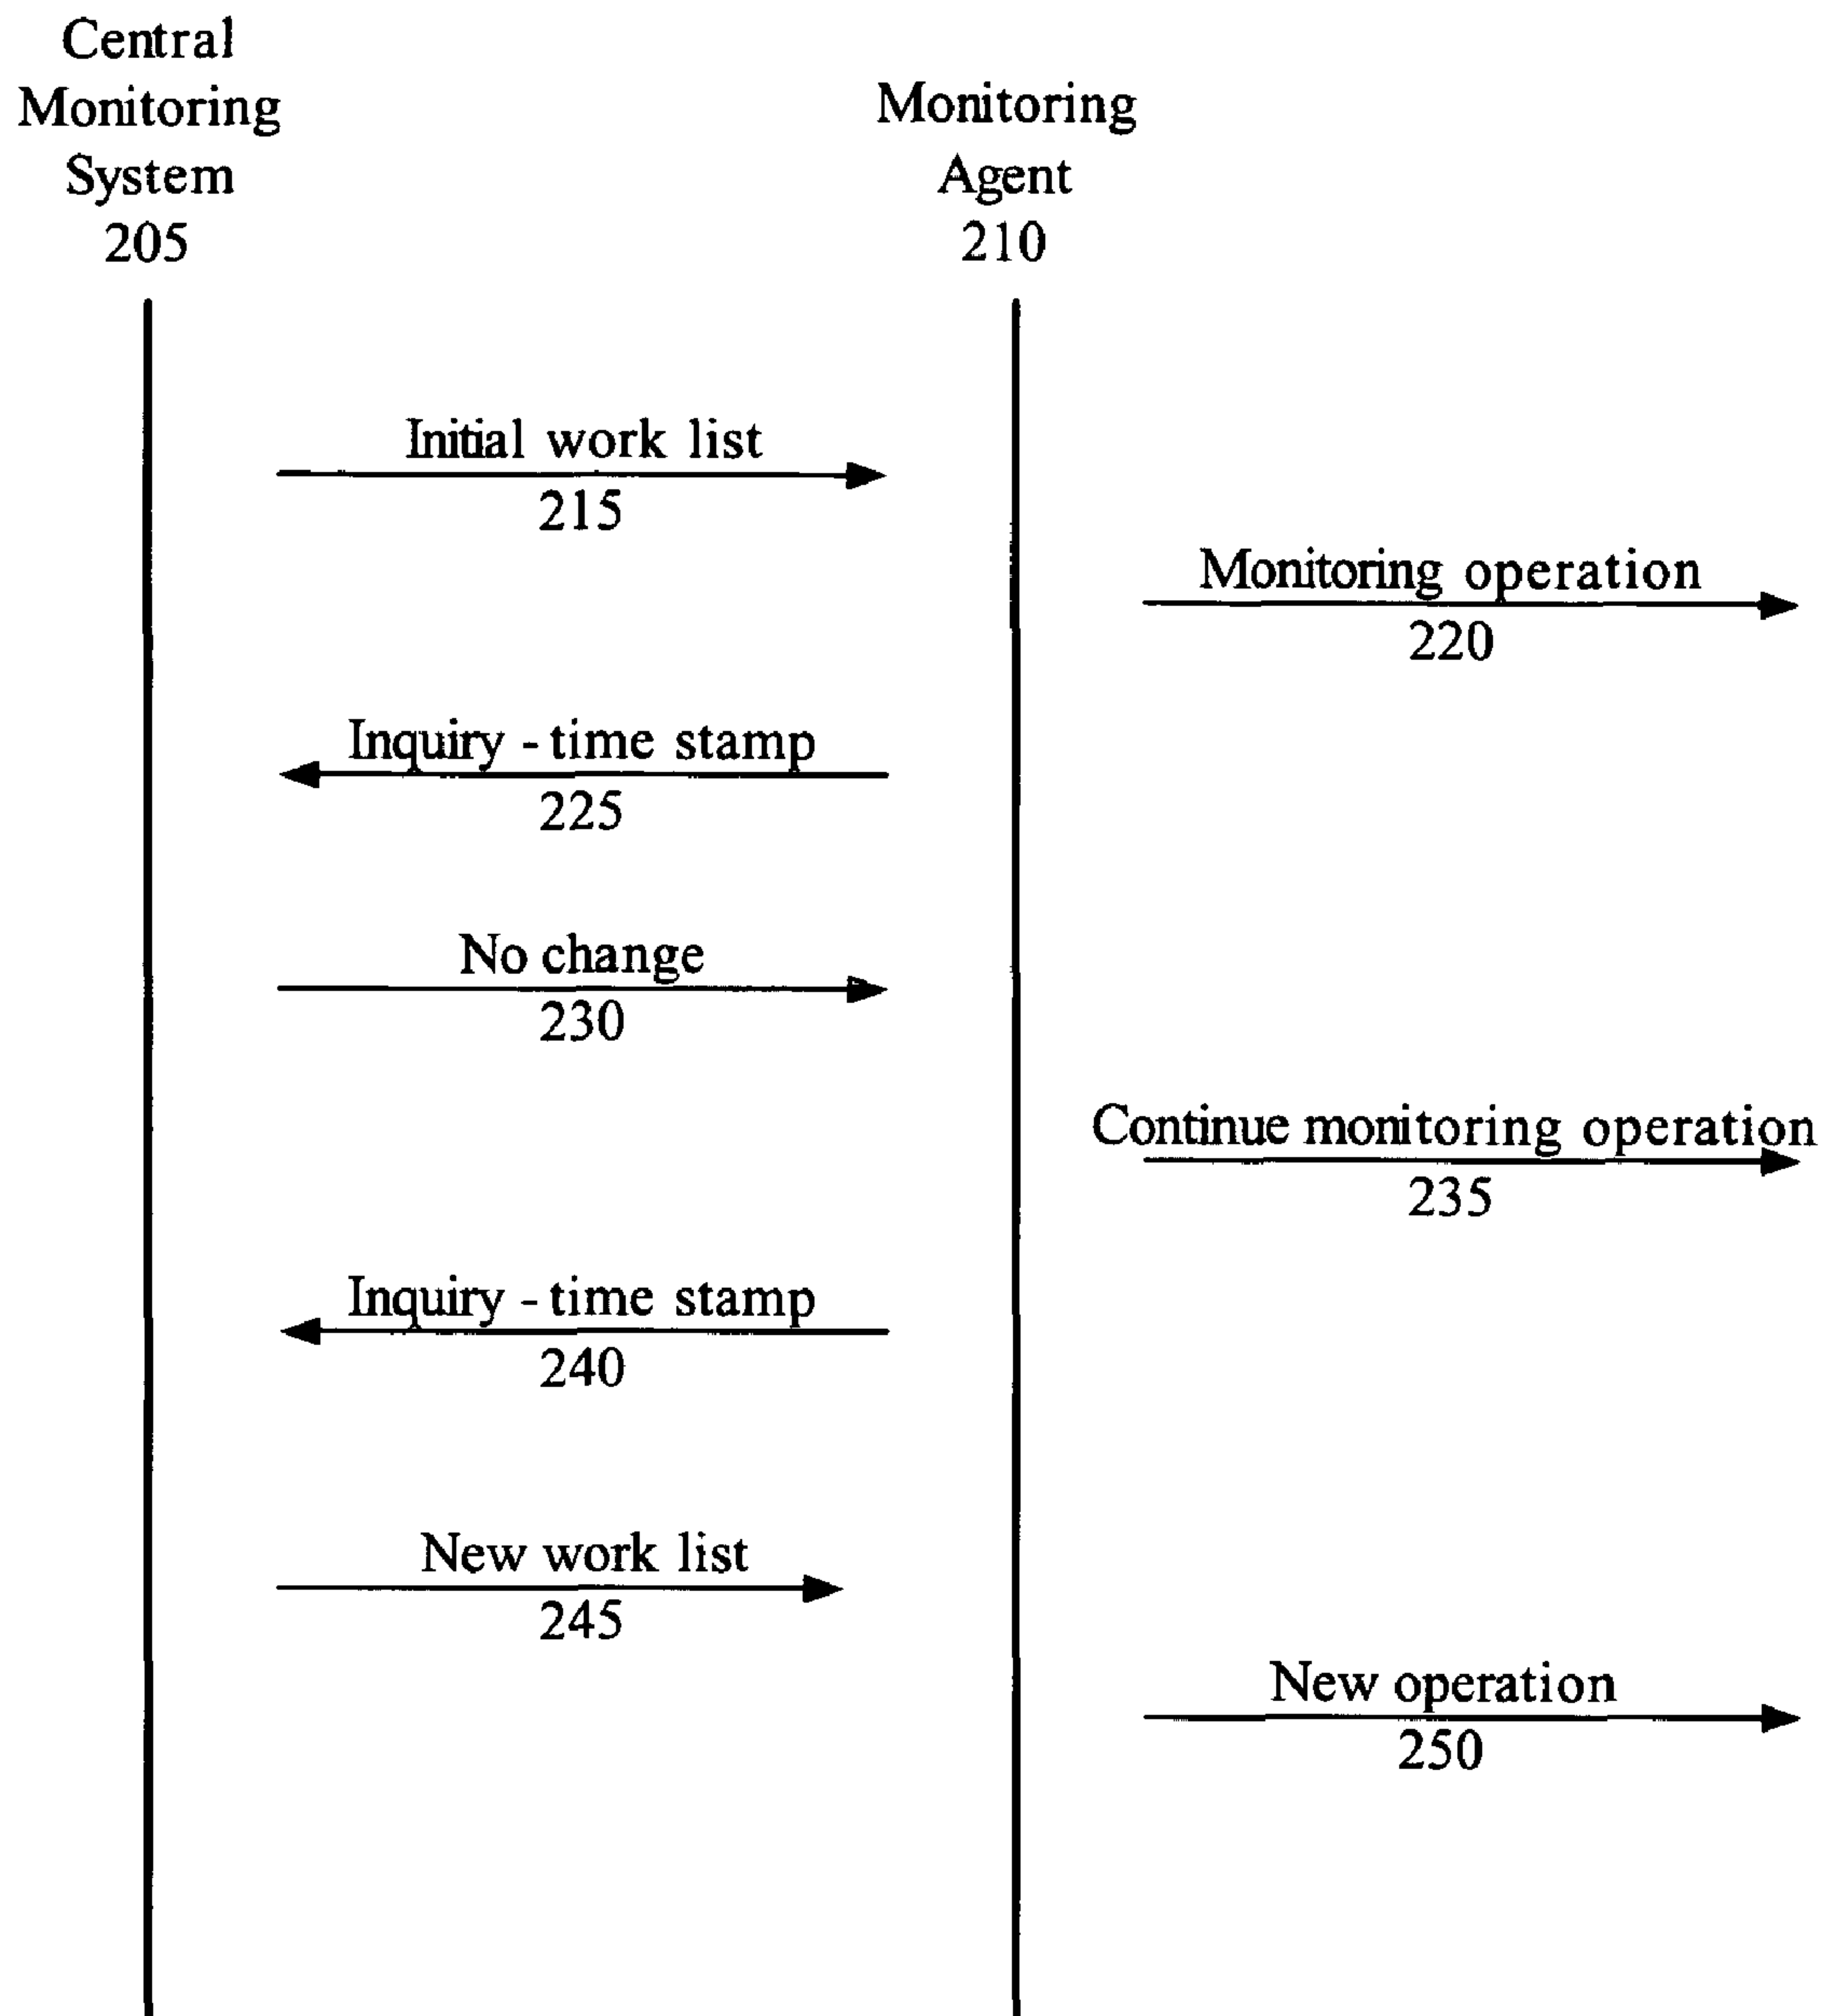 Central
Monitoring
System
205
Monitoring
Agent
210
Initial work list
215
Monitoring operation
220
Inquiry - time stamp
225
No change
230
Continue monitoring operation
235
Inquiry - time stamp
240
New work list
245
New operation
250